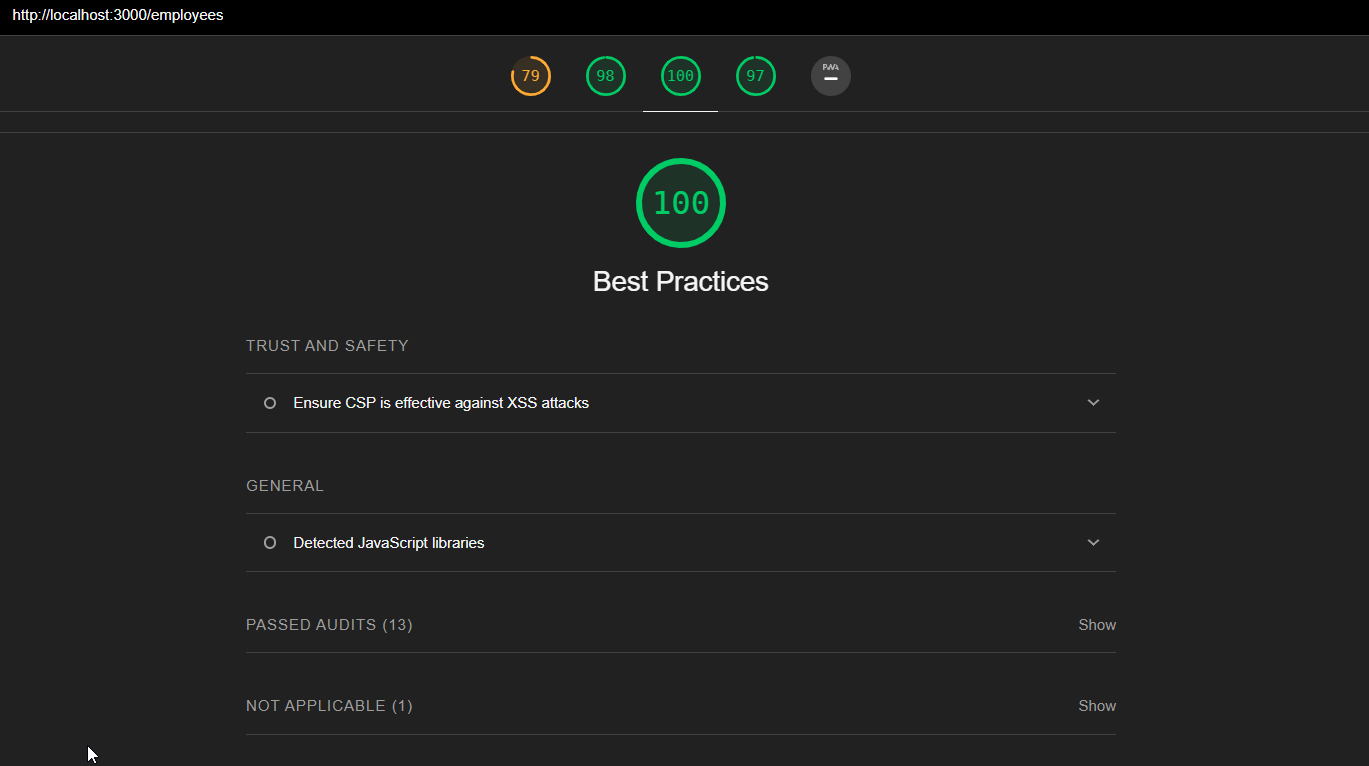 http://localhost:3000/employees
79 98 100 97 PWA
100
Best Practices
TRUST AND SAFETY
Ensure CSP is effective against XSS attacks
GENERAL
Detected JavaScript libraries
PASSED AUDITS (13) Show
NOT APPLICABLE (1) Show